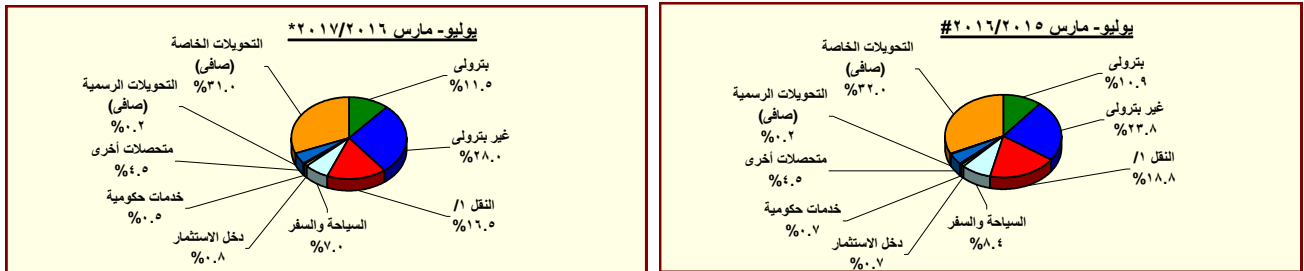 يوليو- مارس ٢٠١٦/٢٠١٥#
بترولى
%١٠.٩
غير بترولى
%٢٣.٨
النقل ١/
%١٨.٨
السياحة والسفر
%٨.٤
دخل الاستثمار
%٠.٧
خدمات حكومية
%٠.٧
متحصلات أخرى
%٤.٥
التحويلات الرسمية
(صافى)
%٠.٢
التحويلات الخاصة
(صافى)
%٣٢.٠
يوليو- مارس ٢٠١٧/٢٠١٦*
بترولى
%١١.٥
غير بترولى
%٢٨.٠
النقل ١/
%١٦.٥
السياحة والسفر
%٧.٠
دخل الاستثمار
%٠.٨
خدمات حكومية
%٠.٥
متحصلات أخرى
%٤.٥
التحويلات الرسمية
(صافى)
%٠.٢
التحويلات الخاصة
(صافى)
%٣١.٠